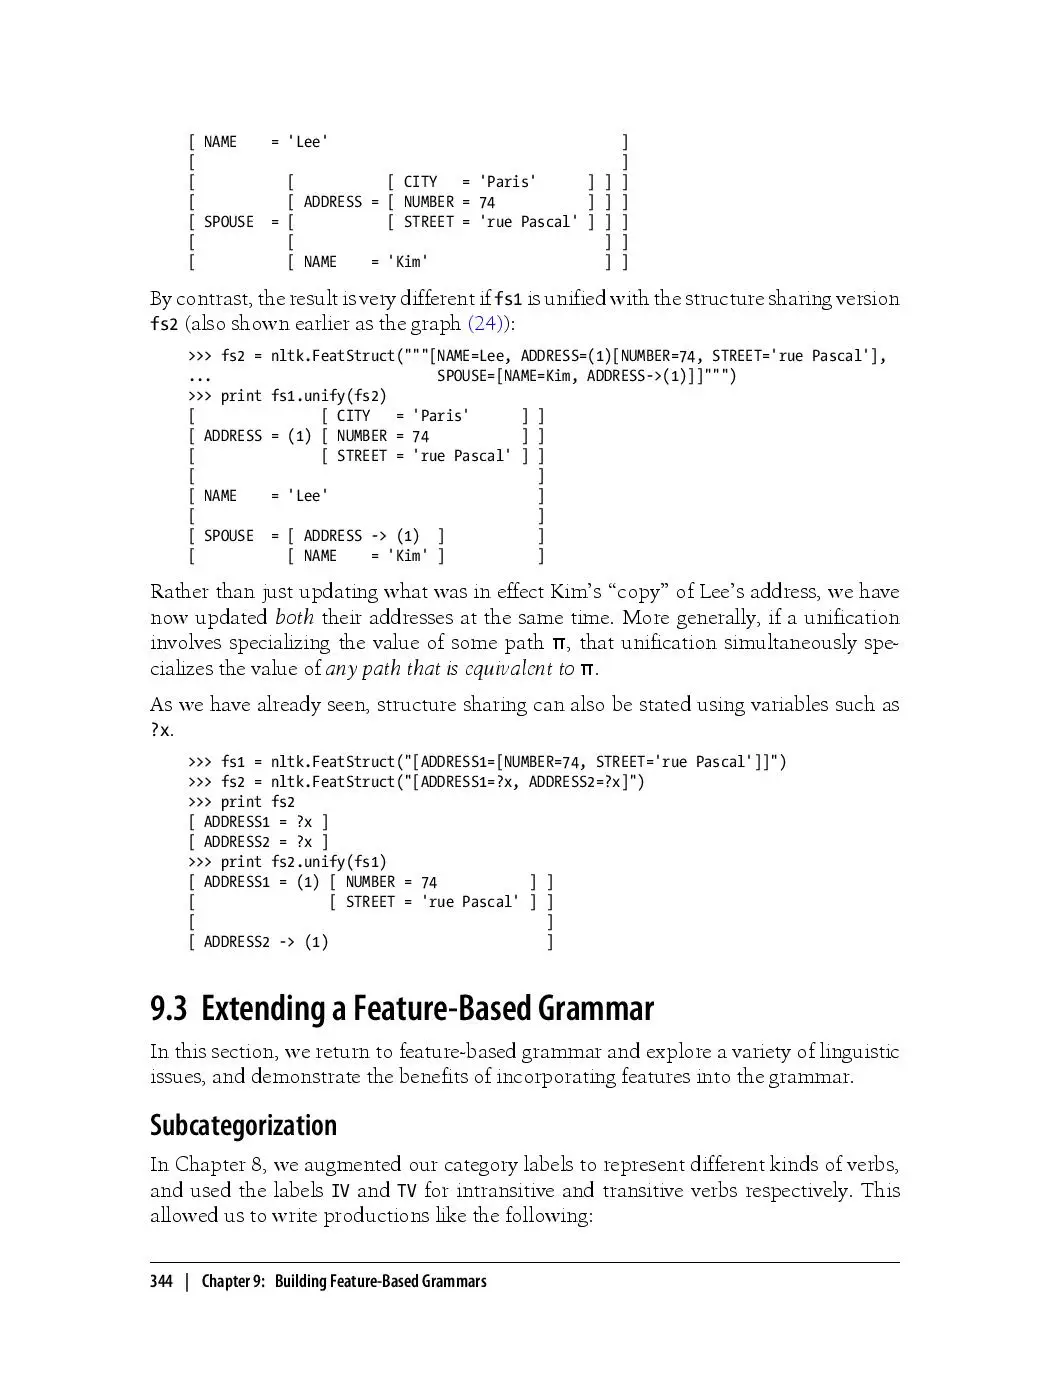 [ NAME    = 'Lee'                                    ]
[                                                    ]
[           [           [ CITY   = 'Paris'      ] ] ]
[           [ ADDRESS = [ NUMBER = 74           ] ] ]
[ SPOUSE  = [           [ STREET = 'rue Pascal' ] ] ]
[           [                                     ] ]
[           [ NAME    = 'Kim'                     ] ]
By contrast, the result is very different if fs1 is unified with the structure sharing version
fs2 (also shown earlier as the graph (24)):
>>> fs2 = nltk.FeatStruct("""[NAME=Lee, ADDRESS=(1)[NUMBER=74, STREET='rue Pascal'],
...                           SPOUSE=[NAME=Kim, ADDRESS->(1)]]""")
>>> print fs1.unify(fs2)
[               [ CITY   = 'Paris'      ] ]
[ ADDRESS = (1) [ NUMBER = 74           ] ]
[               [ STREET = 'rue Pascal' ] ]
[                                         ]
[ NAME    = 'Lee'                         ]
[                                         ]
[ SPOUSE  = [ ADDRESS -> (1)  ]           ]
[           [ NAME    = 'Kim' ]           ]
Rather than just updating what was in effect Kim's “copy” of Lee's address, we have
now updated both their addresses at the same time. More generally, if a unification
involves specializing the value of some path π, that unification simultaneously spe-
cializes the value of any path that is equivalent to π.
As we have already seen, structure sharing can also be stated using variables such as
?x.
>>> fs1 = nltk.FeatStruct("[ADDRESS1=[NUMBER=74, STREET='rue Pascal']]")
>>> fs2 = nltk.FeatStruct("[ADDRESS1=?x, ADDRESS2=?x]")
>>> print fs2
[ ADDRESS1 = ?x ]
[ ADDRESS2 = ?x ]
>>> print fs2.unify(fs1)
[ ADDRESS1 = (1) [ NUMBER = 74           ] ]
[                [ STREET = 'rue Pascal' ] ]
[                                          ]
[ ADDRESS2 -> (1)                          ]
9.3 Extending a Feature-Based Grammar
In this section, we return to feature-based grammar and explore a variety of linguistic
issues, and demonstrate the benefits of incorporating features into the grammar.
Subcategorization
In Chapter 8, we augmented our category labels to represent different kinds of verbs,
and used the labels IV and TV for intransitive and transitive verbs respectively. This
allowed us to write productions like the following:
344 | Chapter 9: Building Feature-Based Grammars